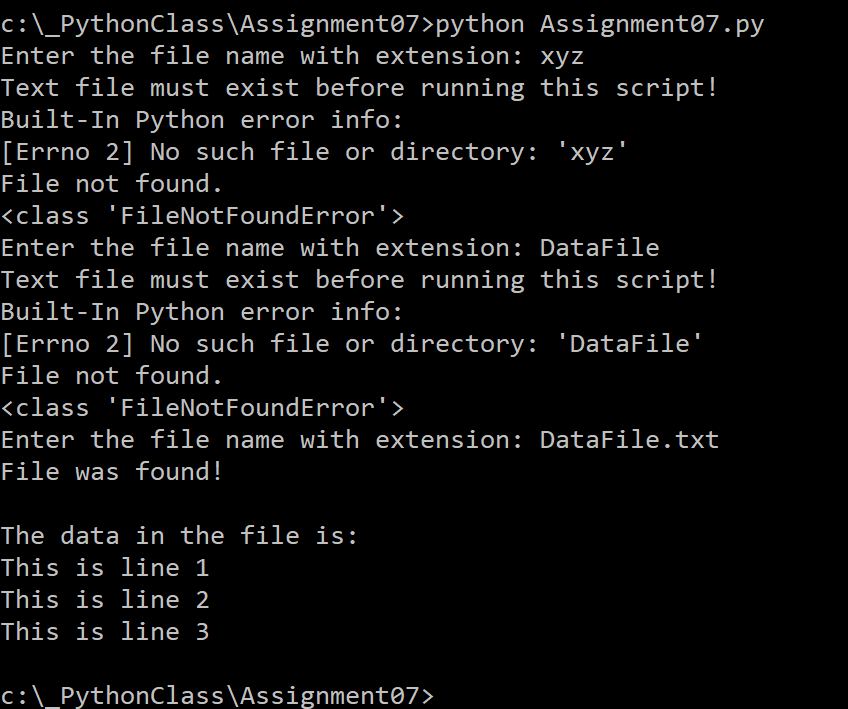 c:\_PythonClass\Assignment07>python Assignment07.py
Enter the file name with extension: xyz
Text file must exist before running this script!
Built-In Python error info:
[Errno 2] No such file or directory: 'xyz'
File not found.
<class 'FileNotFoundError'>
Enter the file name with extension: DataFile
Text file must exist before running this script!
Built-In Python error info:
[Errno 2] No such file or directory: 'DataFile'
File not found.
<class 'FileNotFoundError'>
Enter the file name with extension: DataFile.txt
File was found!
The data in the file is:
This is line 1
This is line 2
This is line 3
c:\_PythonClass\Assignment07>